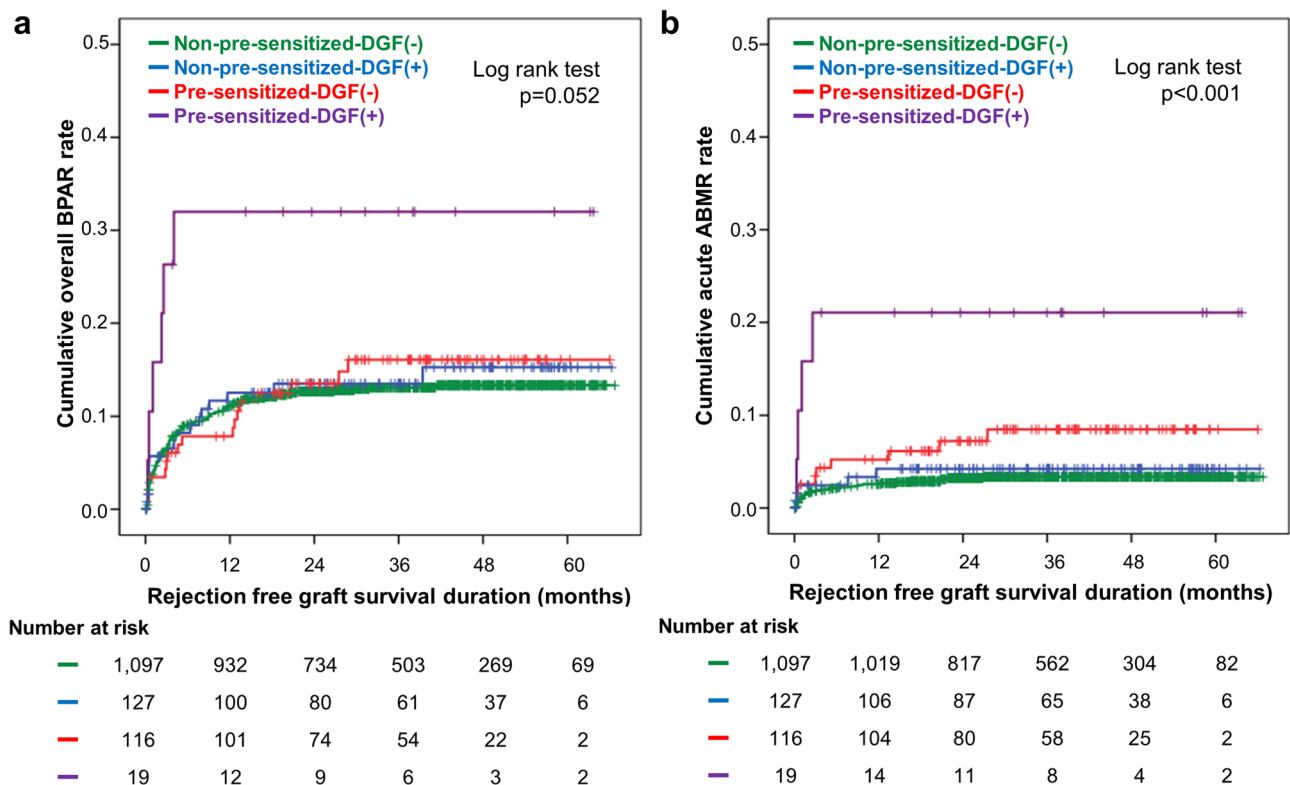 a
Cumulative overall BPAR rate
0.5
0.4
0.3
0.2
0.1
0.0
Non-pre-sensitized-DGF(-)
Non-pre-sensitized-DGF(+)
Pre-sensitized-DGF(-)
Pre-sensitized-DGF(+)
Log rank test
p=0.052
0 12 24 36 48 60
Rejection free graft survival duration (months)
Number at risk
1,097 932 734 503 269 69
127 100 80 61 37 6
116 101 74 54 22 2
19 12 9 6 3 2
b
Cumulative acute ABMR rate
0.5
0.4
0.3
0.2
0.1
0.0
Non-pre-sensitized-DGF(-)
Non-pre-sensitized-DGF(+)
Pre-sensitized-DGF(-)
Pre-sensitized-DGF(+)
Log rank test
p<0.001
0 12 24 36 48 60
Rejection free graft survival duration (months)
Number at risk
1,097 1,019 817 562 304 82
127 106 87 65 38 6
116 104 80 58 25 2
19 14 11 8 4 2